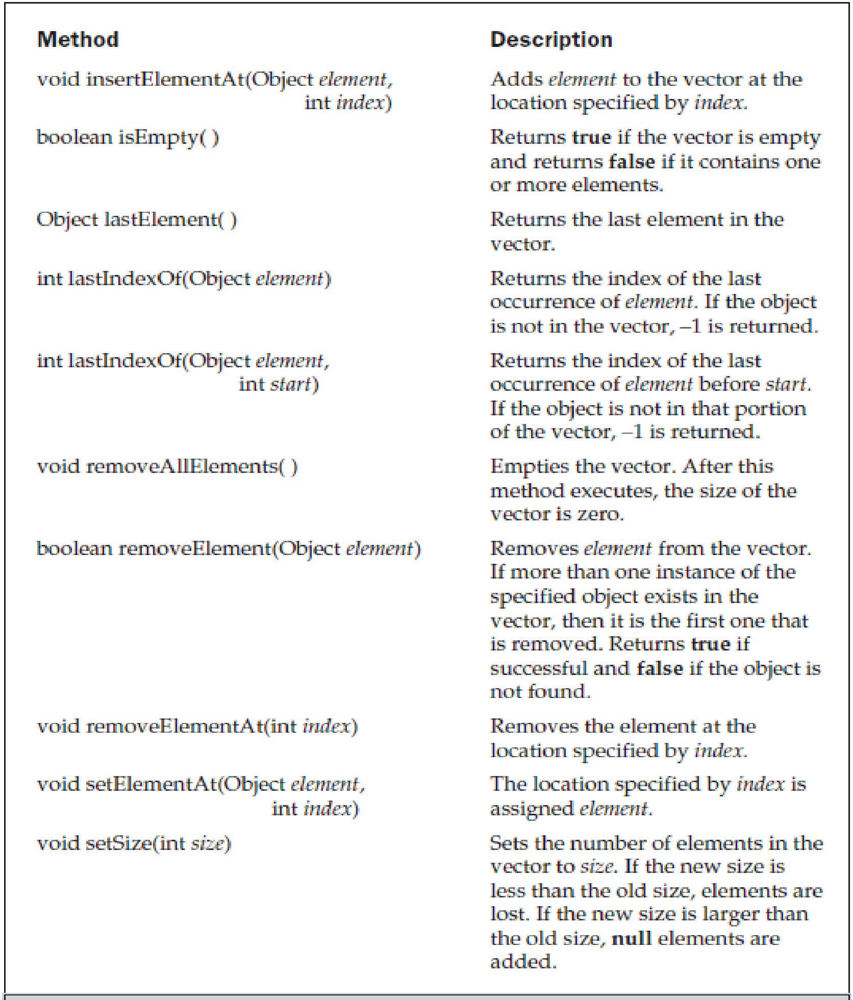 Method Description
void insertElementAt(Object element, Adds element to the vector at the
int index) location specified by index.
boolean isEmpty( ) Returns true if the vector is empty
and returns false if it contains one
or more elements.
Object lastElement( ) Returns the last element in the
vector.
int lastIndexOf(Object element) Returns the index of the last
occurrence of element. If the object
is not in the vector, –1 is returned.
int lastIndexOf(Object element, Returns the index of the last
int start) occurrence of element before start.
If the object is not in that portion
of the vector, –1 is returned.
void removeAllElements( ) Empties the vector. After this
method executes, the size of the
vector is zero.
boolean removeElement(Object element) Removes element from the vector.
If more than one instance of the
specified object exists in the
vector, then it is the first one that
is removed. Returns true if
successful and false if the object is
not found.
void removeElementAt(int index) Removes the element at the
location specified by index.
void setElementAt(Object element, The location specified by index is
int index) assigned element.
void setSize(int size) Sets the number of elements in the
vector to size. If the new size is
less than the old size, elements are
lost. If the new size is larger than
the old size, null elements are
added.